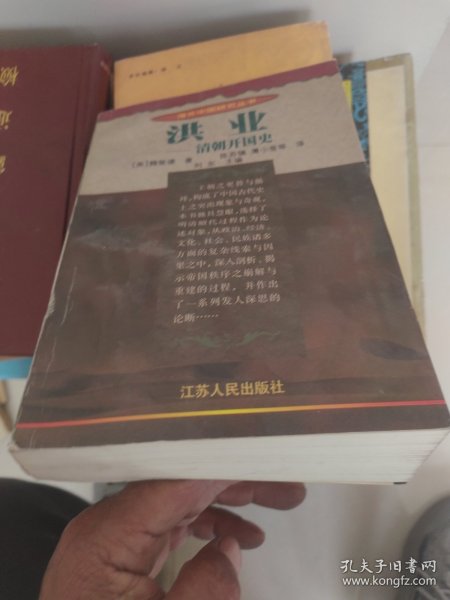 海外中国研究丛书
洪业
清朝开国史
[美]魏斐德 著 陈苏镇 薄小莹等 译
刘东 主编
王朝之更替与循
环，构成了中国古代史
上之突出现象与奇观。
本书独具慧眼，选择了
明清嬗代过程作为论
述对象，从政治、经济、
文化、社会、民族诸多
方面的复杂线索与因
果之中，深入剖析、揭
示帝国秩序之崩解与
重建的过程，并作出
了一系列发人深思的
论断……
江苏人民出版社
孔夫子旧书网
www.kongfz.com